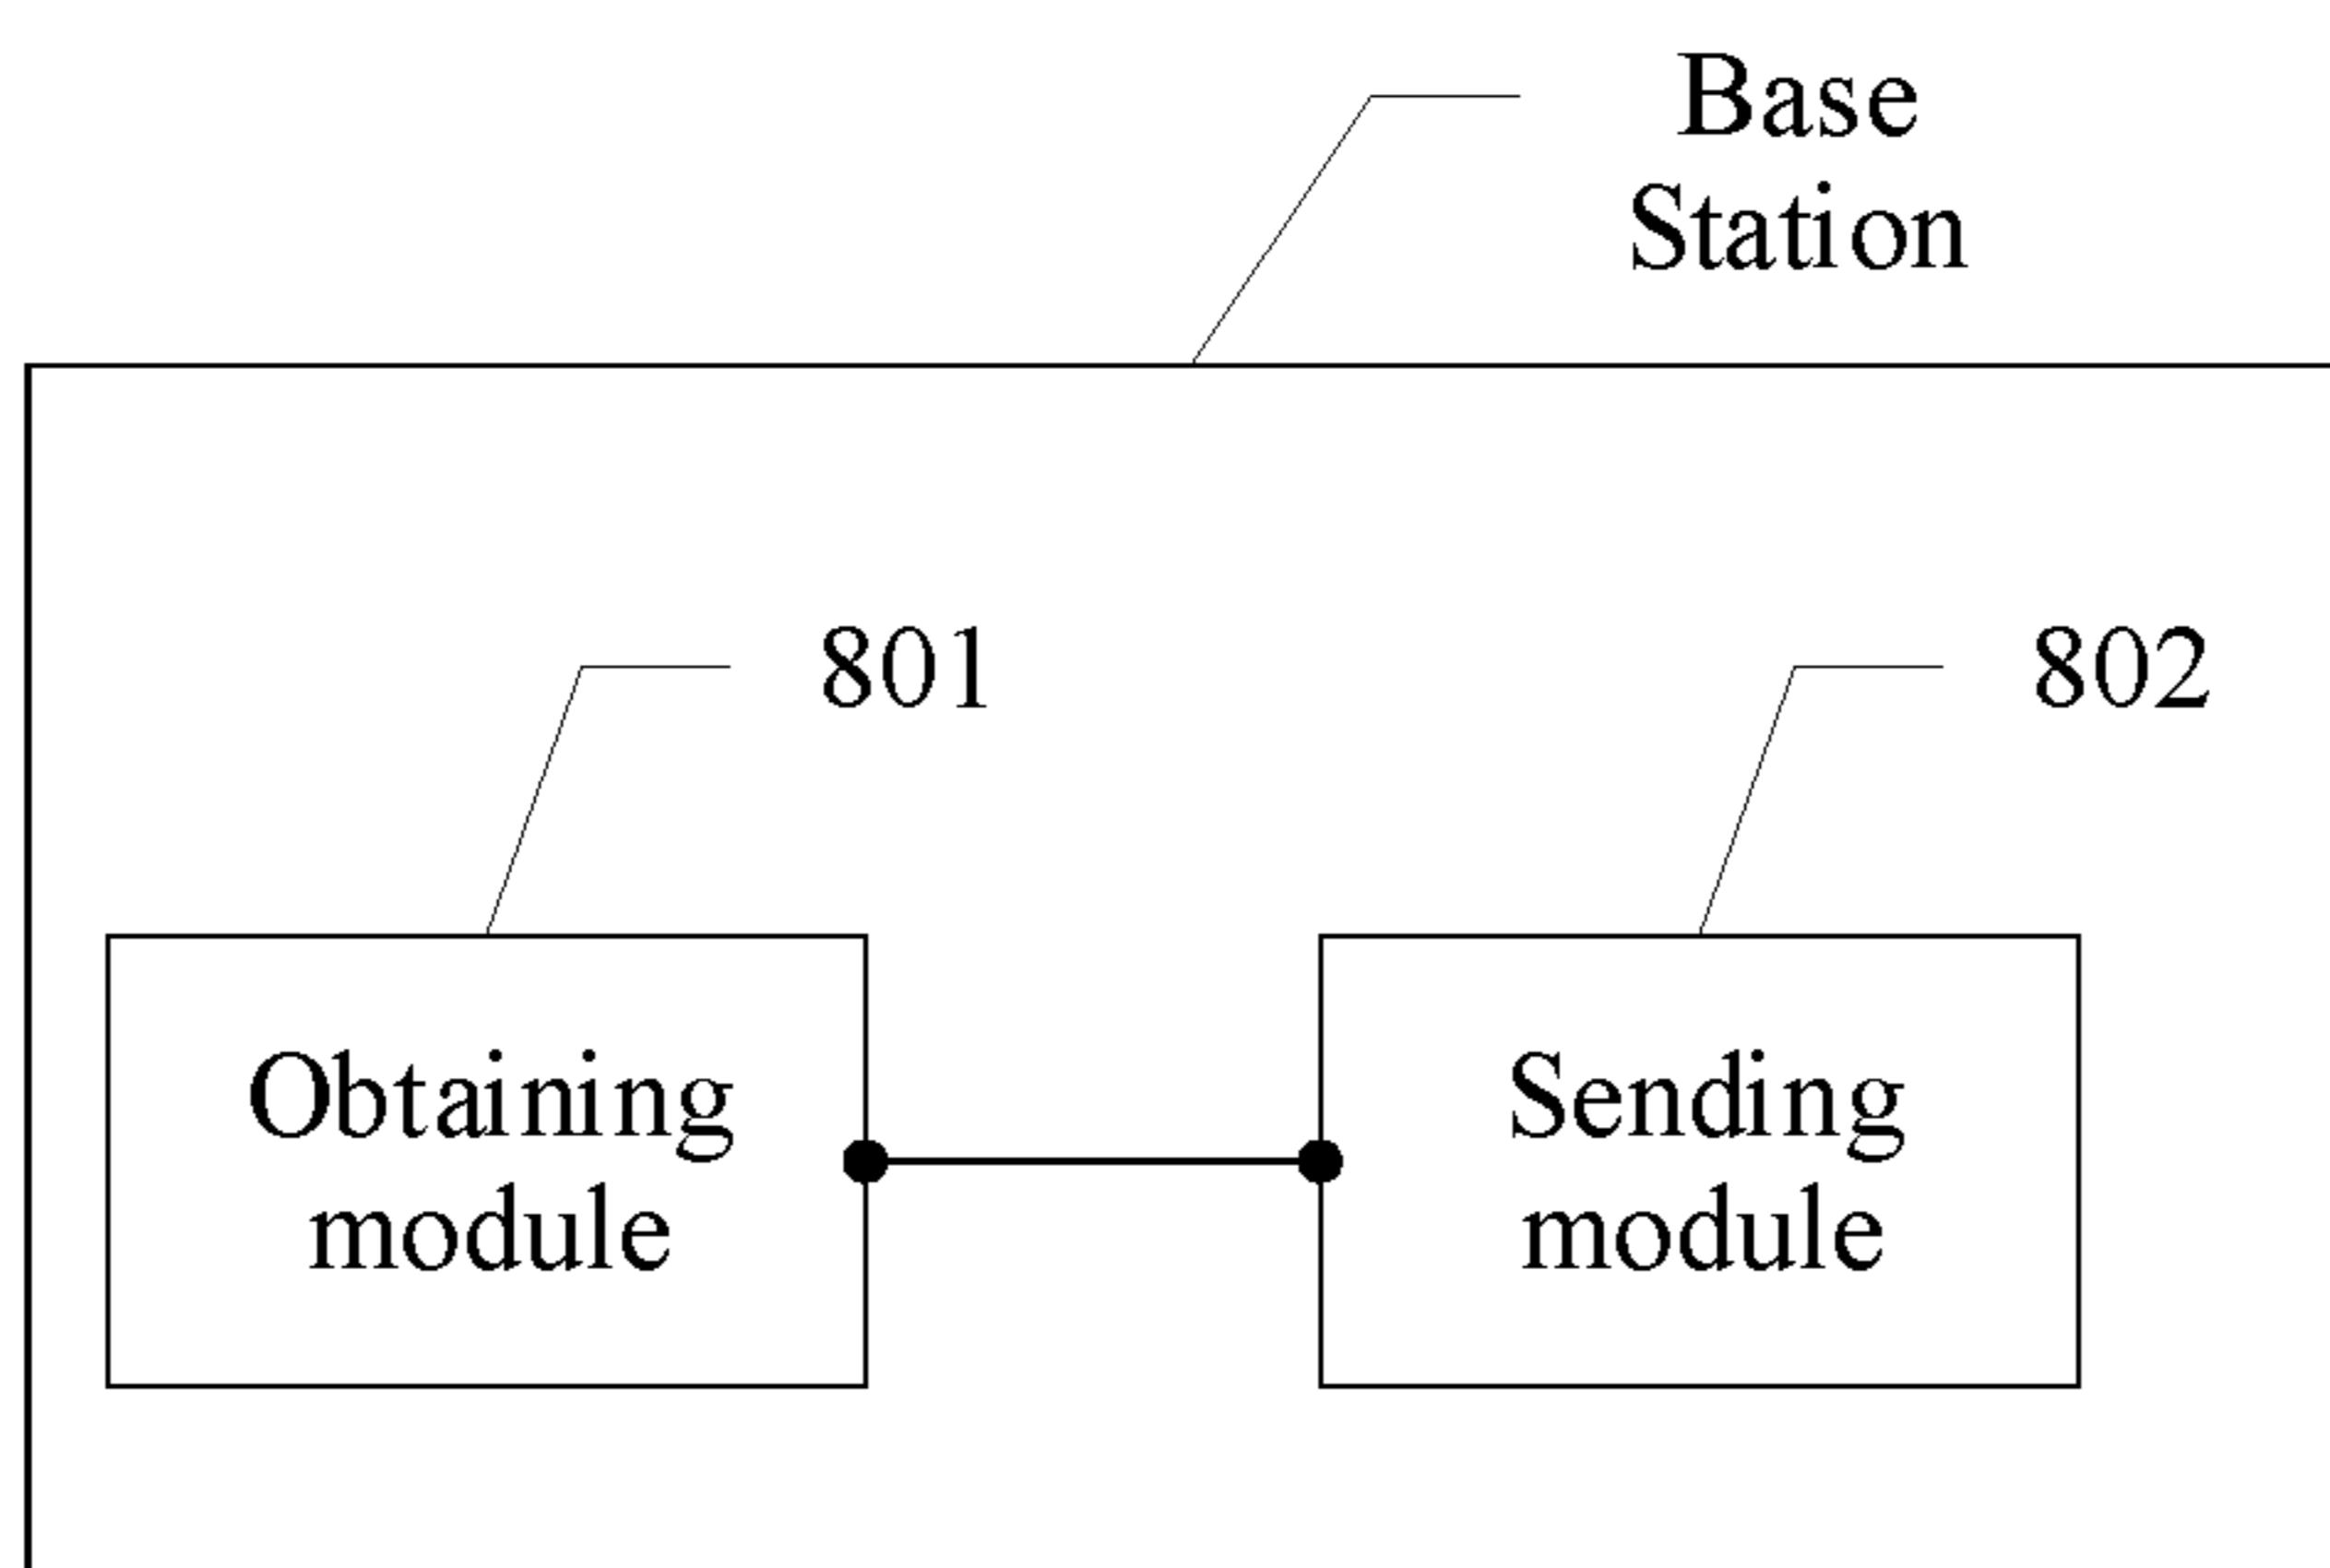 Base
Station
801
802
Obtaining
module
Sending
module